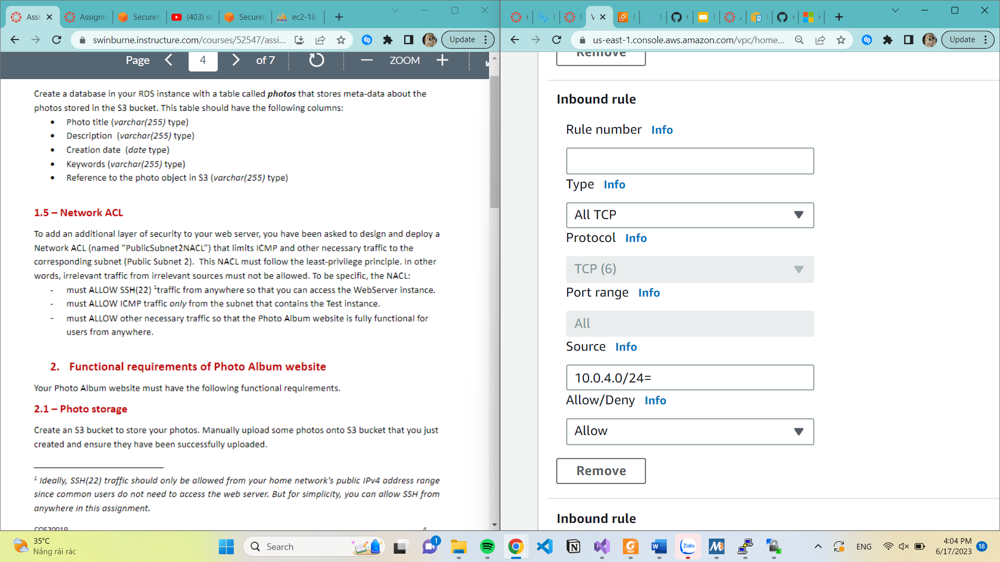 Assi
Assignm
Securel
(403) ss
Securel
ec2-18-
swinburne.instructure.com/courses/52547/assi...
Update
Page
4
of 7
ZOOM
Create a database in your RDS instance with a table called photos that stores meta-data about the
photos stored in the S3 bucket. This table should have the following columns:
• Photo title (varchar(255) type)
• Description (varchar(255) type)
• Creation date (date type)
• Keywords (varchar(255) type)
• Reference to the photo object in S3 (varchar(255) type)
1.5 – Network ACL
To add an additional layer of security to your web server, you have been asked to design and deploy a
Network ACL (named “PublicSubnet2NACL”) that limits ICMP and other necessary traffic to the
corresponding subnet (Public Subnet 2). This NACL must follow the least-privilege principle. In other
words, irrelevant traffic from irrelevant sources must not be allowed. To be specific, the NACL:
- must ALLOW SSH(22) 1traffic from anywhere so that you can access the WebServer instance.
- must ALLOW ICMP traffic only from the subnet that contains the Test instance.
- must ALLOW other necessary traffic so that the Photo Album website is fully functional for
users from anywhere.
2. Functional requirements of Photo Album website
Your Photo Album website must have the following functional requirements.
2.1 – Photo storage
Create an S3 bucket to store your photos. Manually upload some photos onto S3 bucket that you just
created and ensure they have been successfully uploaded.
1 Ideally, SSH(22) traffic should only be allowed from your home network's public IPv4 address range
since common users do not need to access the web server. But for simplicity, you can allow SSH from
anywhere in this assignment.
COS20019
4
us-east-1.console.aws.amazon.com/vpc/home...
Update
Remove
Inbound rule
Rule number Info
Type Info
All TCP
Protocol Info
TCP (6)
Port range Info
All
Source Info
10.0.4.0/24=
Allow/Deny Info
Allow
Remove
Inbound rule
35°C
Nắng rải rác
Search
1
Zalo
ENG
4:04 PM
6/17/2023
18